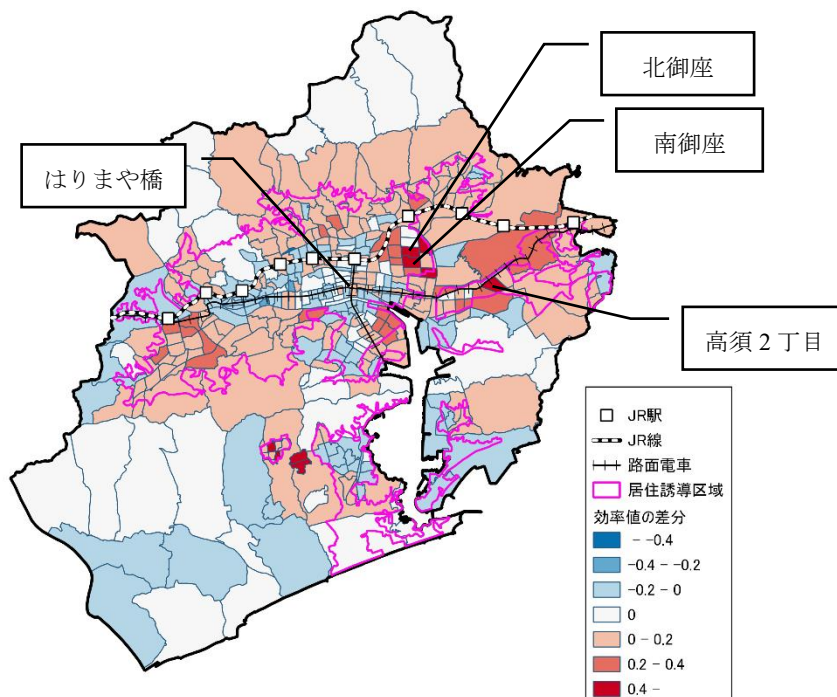 北御座
南御座
はりまや橋
高須２丁目
JR駅
JR線
路面電車
居住誘導区域
効率値の差分
- -0.4
-0.4 - -0.2
-0.2 - 0
0
0 - 0.2
0.2 - 0.4
0.4 -